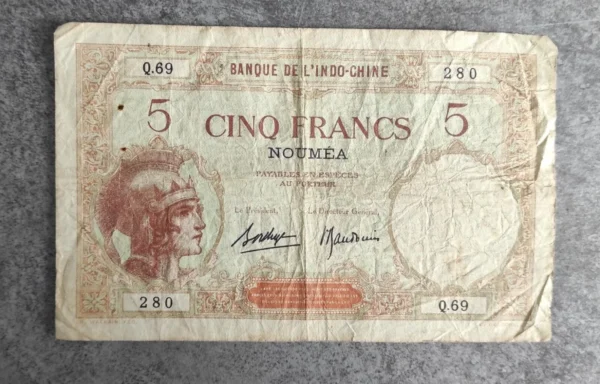 Q.69 BANQUE DE L'INDO-CHINE 280
5 CINQ FRANCS 5
NOUMÉA
PAYABLES EN ESPÈCES
AU PORTEUR
Le Président, Le Directeur Général,
280 Q.69